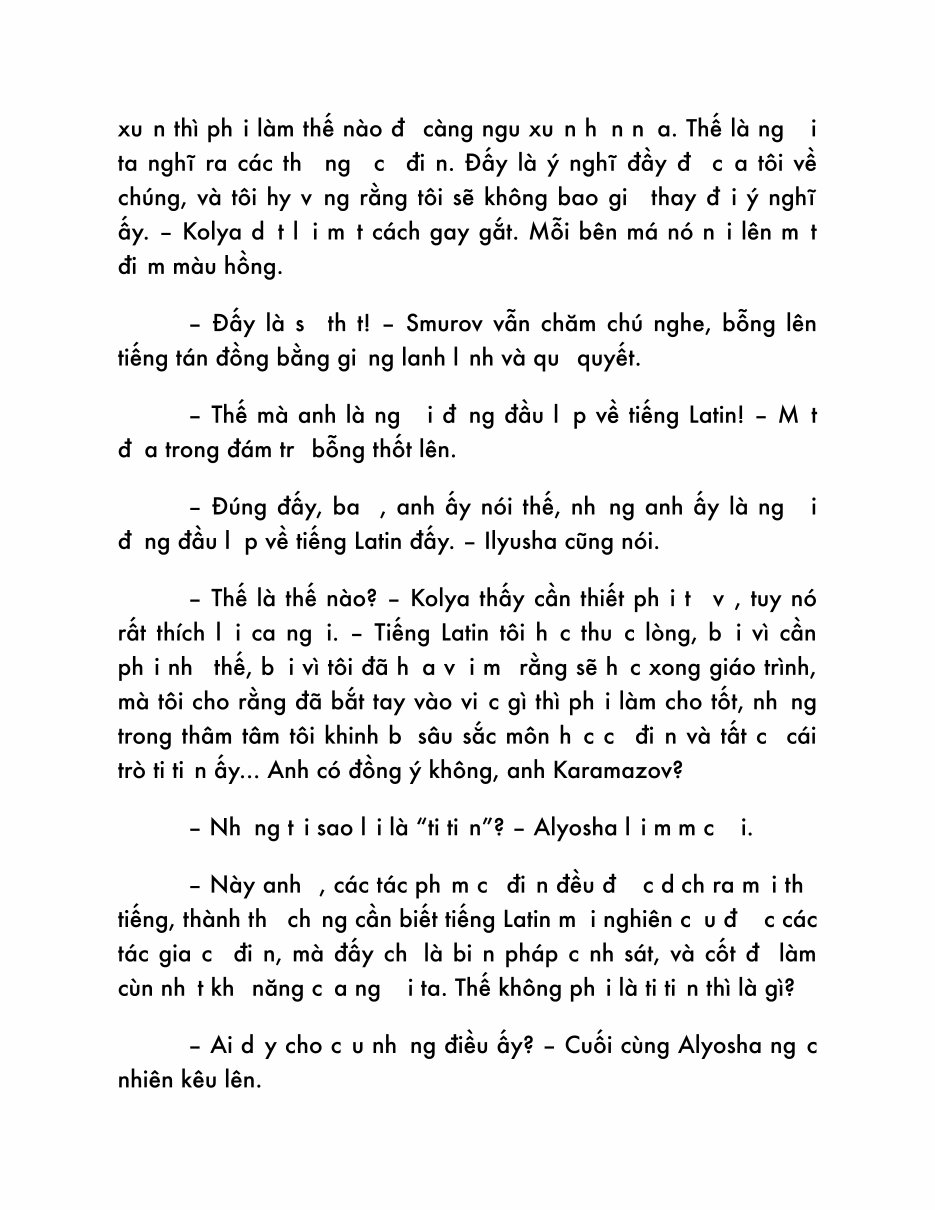 xu n thì ph i làm thế nào đ càng ngu xu n h n n a. Thế là ng i
ta nghĩ ra các th ng c đi n. Đấy là ý nghĩ đầy đ c a tôi về
chúng, và tôi hy v ng rằng tôi sẽ không bao gi thay đ i ý nghĩ
ấy. – Kolya d t l i m t cách gay gắt. Mỗi bên má nó n i lên m t
đi m màu hồng.
– Đấy là s th t! – Smurov vẫn chăm chú nghe, bỗng lên
tiếng tán đồng bằng gi ng lanh l nh và qu quyết.
– Thế mà anh là ng i đ ng đầu l p về tiếng Latin! – M t
đ a trong đám tr bỗng thốt lên.
– Đúng đấy, ba , anh ấy nói thế, nh ng anh ấy là ng i
đ ng đầu l p về tiếng Latin đấy. – Ilyusha cũng nói.
– Thế là thế nào? – Kolya thấy cần thiết ph i t v , tuy nó
rất thích l i ca ng i. – Tiếng Latin tôi h c thu c lòng, b i vì cần
ph i nh thế, b i vì tôi đã h a v i m rằng sẽ h c xong giáo trình,
mà tôi cho rằng đã bắt tay vào vi c gì thì ph i làm cho tốt, nh ng
trong thâm tâm tôi khinh b sâu sắc môn h c c đi n và tất c cái
trò ti ti n ấy... Anh có đồng ý không, anh Karamazov?
– Nh ng t i sao l i là “ti ti n”? – Alyosha l i m m c i.
– Này anh , các tác ph m c đi n đều đ c d ch ra m i th
tiếng, thành th ch ng cần biết tiếng Latin m i nghiên c u đ c các
tác gia c đi n, mà đấy ch là bi n pháp c nh sát, và cốt đ làm
cùn nh t kh năng c a ng i ta. Thế không ph i là ti ti n thì là gì?
– Ai d y cho c u nh ng điều ấy? – Cuối cùng Alyosha ng c
nhiên kêu lên.